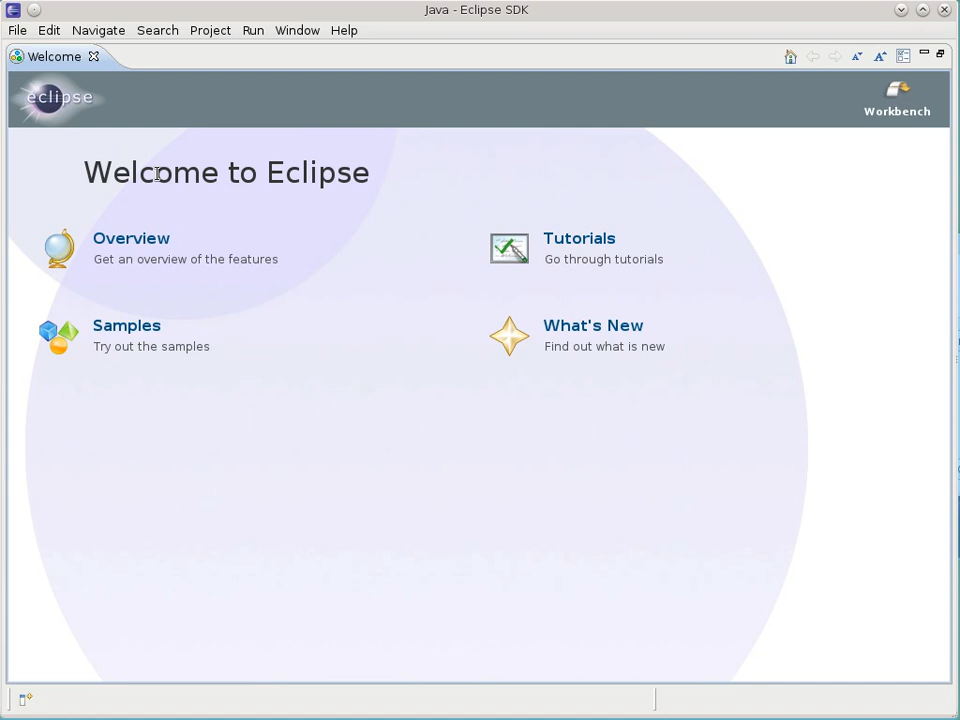 Java - Eclipse SDK
File Edit Navigate Search Project Run Window Help
Welcome
eclipse
Workbench
Welcome to Eclipse
Overview
Get an overview of the features
Tutorials
Go through tutorials
Samples
Try out the samples
What's New
Find out what is new